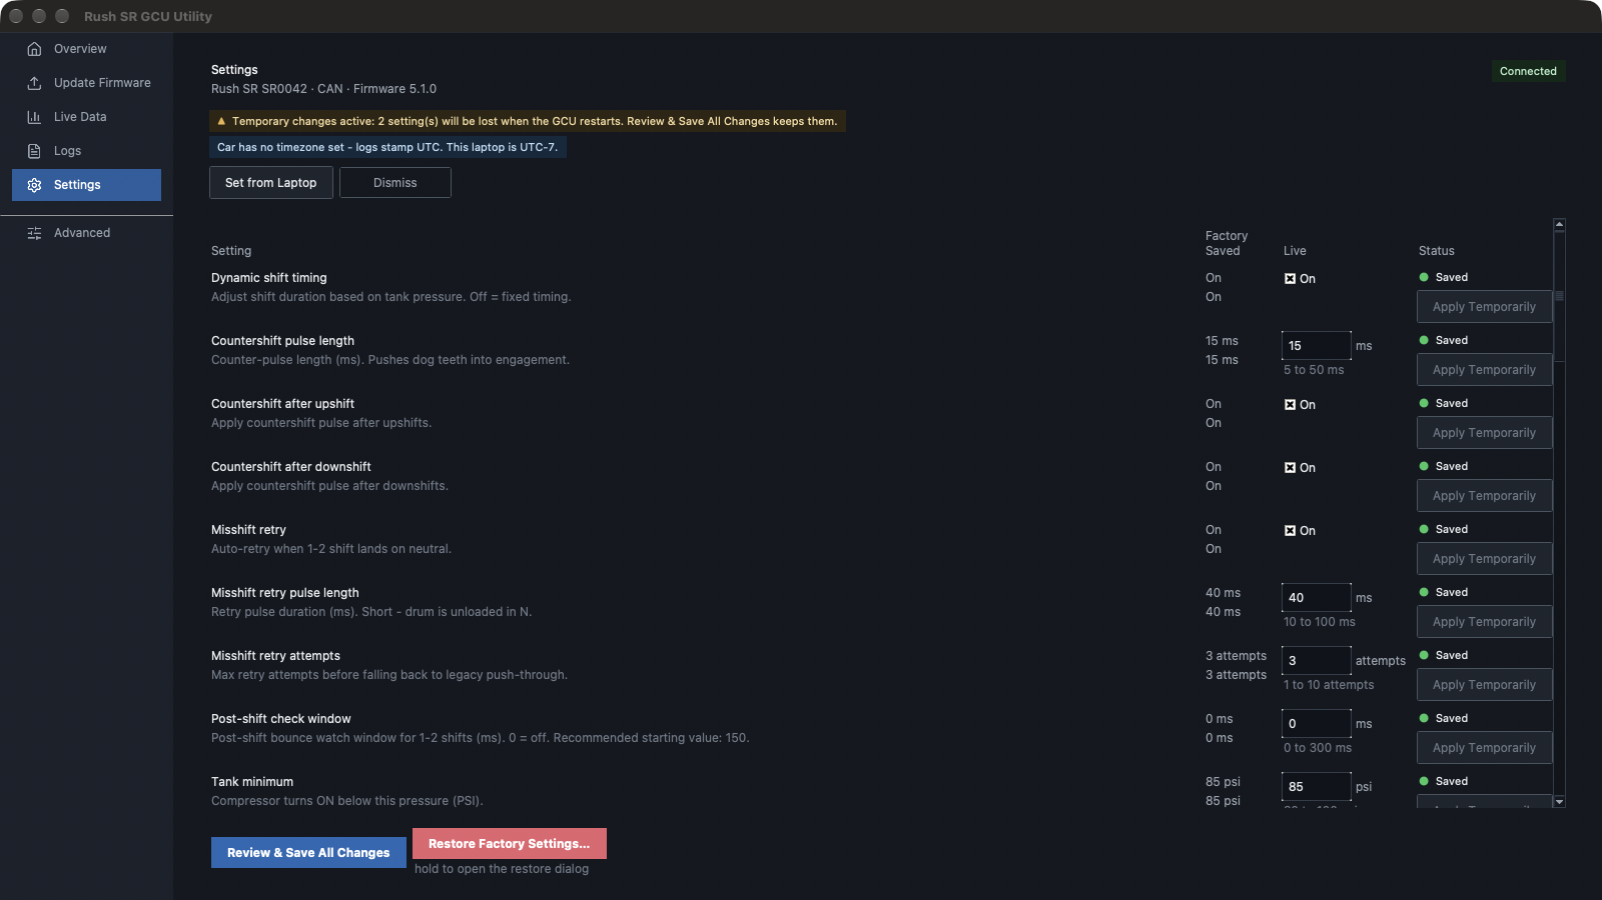 Rush SR GCU Utility
Overview
Update Firmware
Live Data
Logs
Settings
Advanced
Settings
Rush SR SR0042 · CAN · Firmware 5.1.0
Connected
Temporary changes active: 2 setting(s) will be lost when the GCU restarts. Review & Save All Changes keeps them.
Car has no timezone set - logs stamp UTC. This laptop is UTC-7.
Set from Laptop
Dismiss
Setting
Factory
Saved
Live
Status
Dynamic shift timing
Adjust shift duration based on tank pressure. Off = fixed timing.
On
On
On
Saved
Apply Temporarily
Countershift pulse length
Counter-pulse length (ms). Pushes dog teeth into engagement.
15 ms
15 ms
15 ms
5 to 50 ms
Saved
Apply Temporarily
Countershift after upshift
Apply countershift pulse after upshifts.
On
On
On
Saved
Apply Temporarily
Countershift after downshift
Apply countershift pulse after downshifts.
On
On
On
Saved
Apply Temporarily
Misshift retry
Auto-retry when 1-2 shift lands on neutral.
On
On
On
Saved
Apply Temporarily
Misshift retry pulse length
Retry pulse duration (ms). Short - drum is unloaded in N.
40 ms
40 ms
40 ms
10 to 100 ms
Saved
Apply Temporarily
Misshift retry attempts
Max retry attempts before falling back to legacy push-through.
3 attempts
3 attempts
3 attempts
1 to 10 attempts
Saved
Apply Temporarily
Post-shift check window
Post-shift bounce watch window for 1-2 shifts (ms). 0 = off. Recommended starting value: 150.
0 ms
0 ms
0 ms
0 to 300 ms
Saved
Apply Temporarily
Tank minimum
Compressor turns ON below this pressure (PSI).
85 psi
85 psi
85 psi
Saved
Review & Save All Changes
Restore Factory Settings...
hold to open the restore dialog